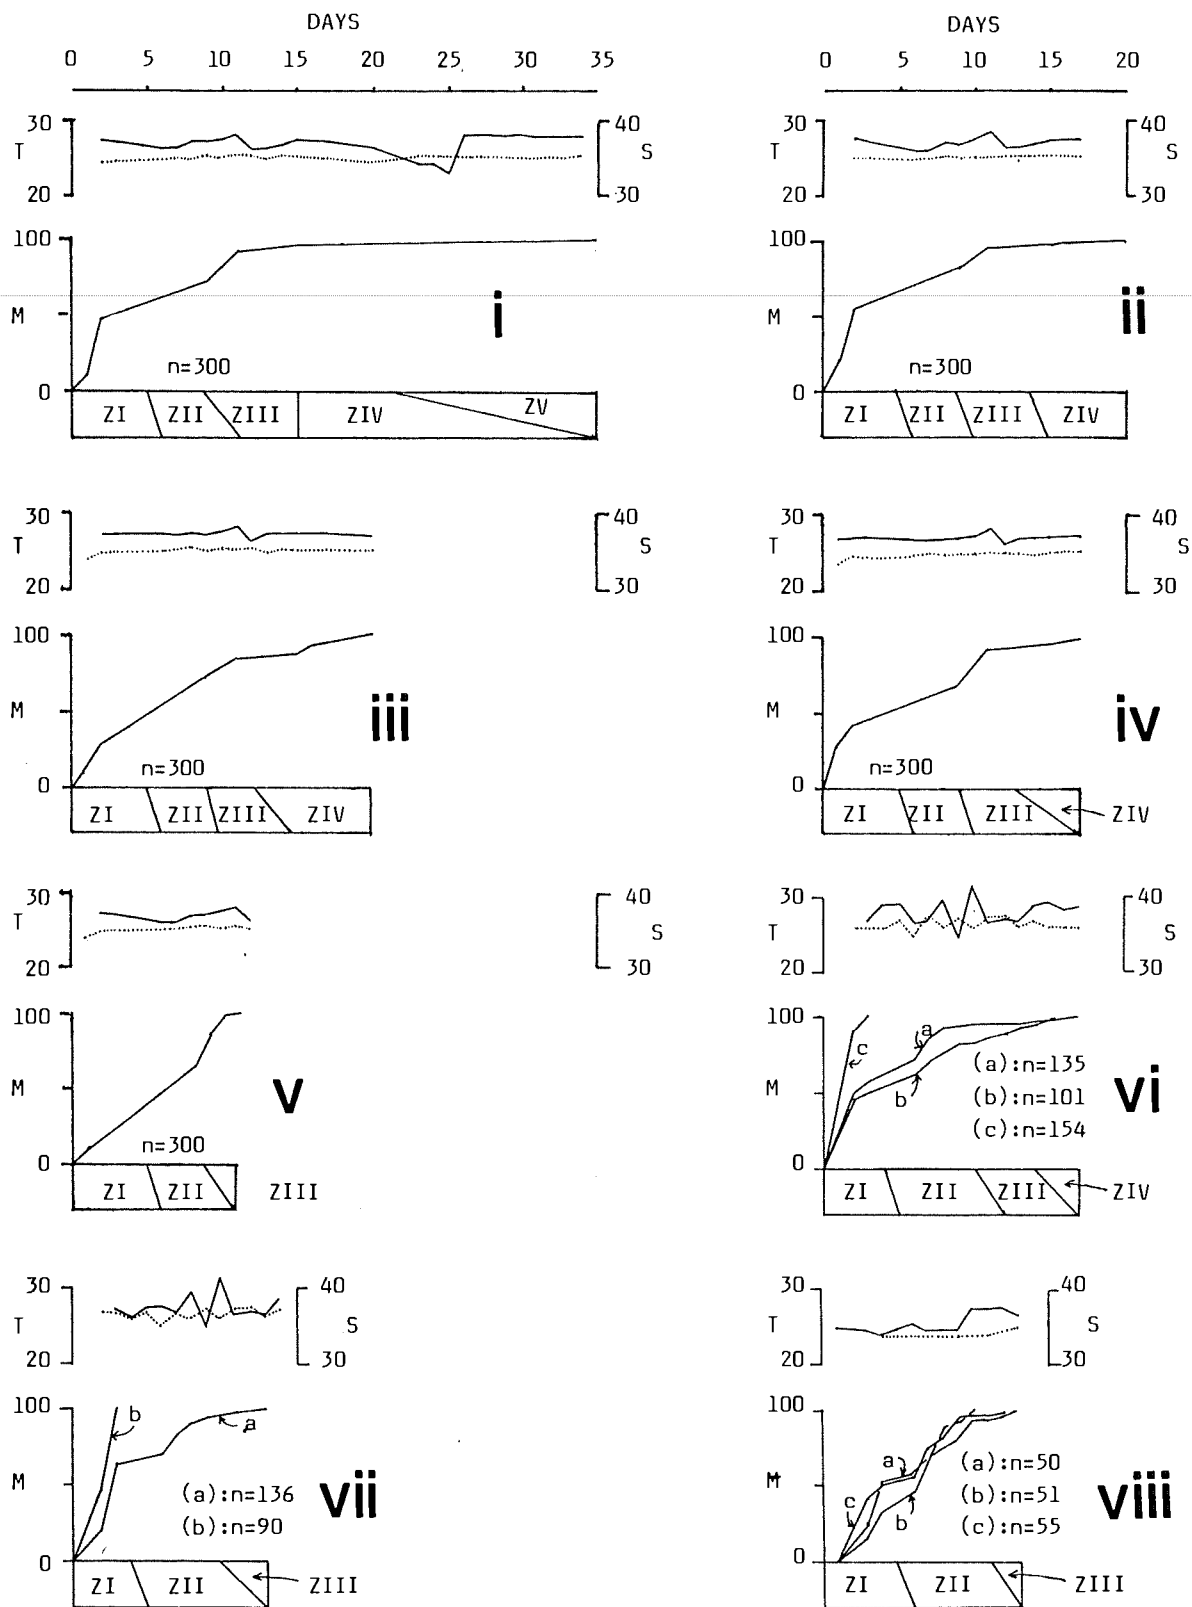 DAYS
0 5 10 15 20 25 30 35
30
T
20
40
S
30
100
M
0
i
n=300
ZI ZII ZIII ZIV ZV
DAYS
0 5 10 15 20
30
T
20
40
S
30
100
M
0
ii
n=300
ZI ZII ZIII ZIV
30
T
20
40
S
30
100
M
0
iii
n=300
ZI ZII ZIII ZIV
30
T
20
40
S
30
100
M
0
iv
n=300
ZI ZII ZIII ZIV
30
T
20
40
S
30
100
M
0
v
n=300
ZI ZII ZIII
30
T
20
40
S
30
100
M
0
c
a
b
(a):n=135
(b):n=101
(c):n=154
vi
ZI ZII ZIII ZIV
30
T
20
40
S
30
100
M
0
b
a
(a):n=136
(b):n=90
vii
ZI ZII ZIII
30
T
20
40
S
30
100
M
0
a
c
b
(a):n=50
(b):n=51
(c):n=55
viii
ZI ZII ZIII